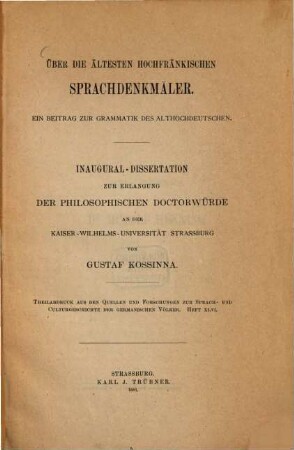 ÜBER DIE ÄLTESTEN HOCHFRÄNKISCHEN
SPRACHDENKMÄLER.
EIN BEITRAG ZUR GRAMMATIK DES ALTHOCHDEUTSCHEN.
INAUGURAL-DISSERTATION
ZUR ERLANGUNG
DER PHILOSOPHISCHEN DOCTORWÜRDE
AN DER
KAISER-WILHELMS-UNIVERSITÄT STRASSBURG
VON
GUSTAF KOSSINNA.
THEILABDRUCK AUS DEN QUELLEN UND FORSCHUNGEN ZUR SPRACH- UND
CULTURGESCHICHTE DER GERMANISCHEN VÖLKER. HEFT XLVI.
STRASSBURG.
KARL J. TRÜBNER.
1881.